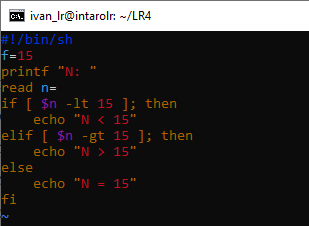 ivan_lr@intarolr: ~/LR4
#!/bin/sh
f=15
printf "N: "
read n=
if [ $n -lt 15 ]; then
    echo "N < 15"
elif [ $n -gt 15 ]; then
    echo "N > 15"
else
    echo "N = 15"
fi
~